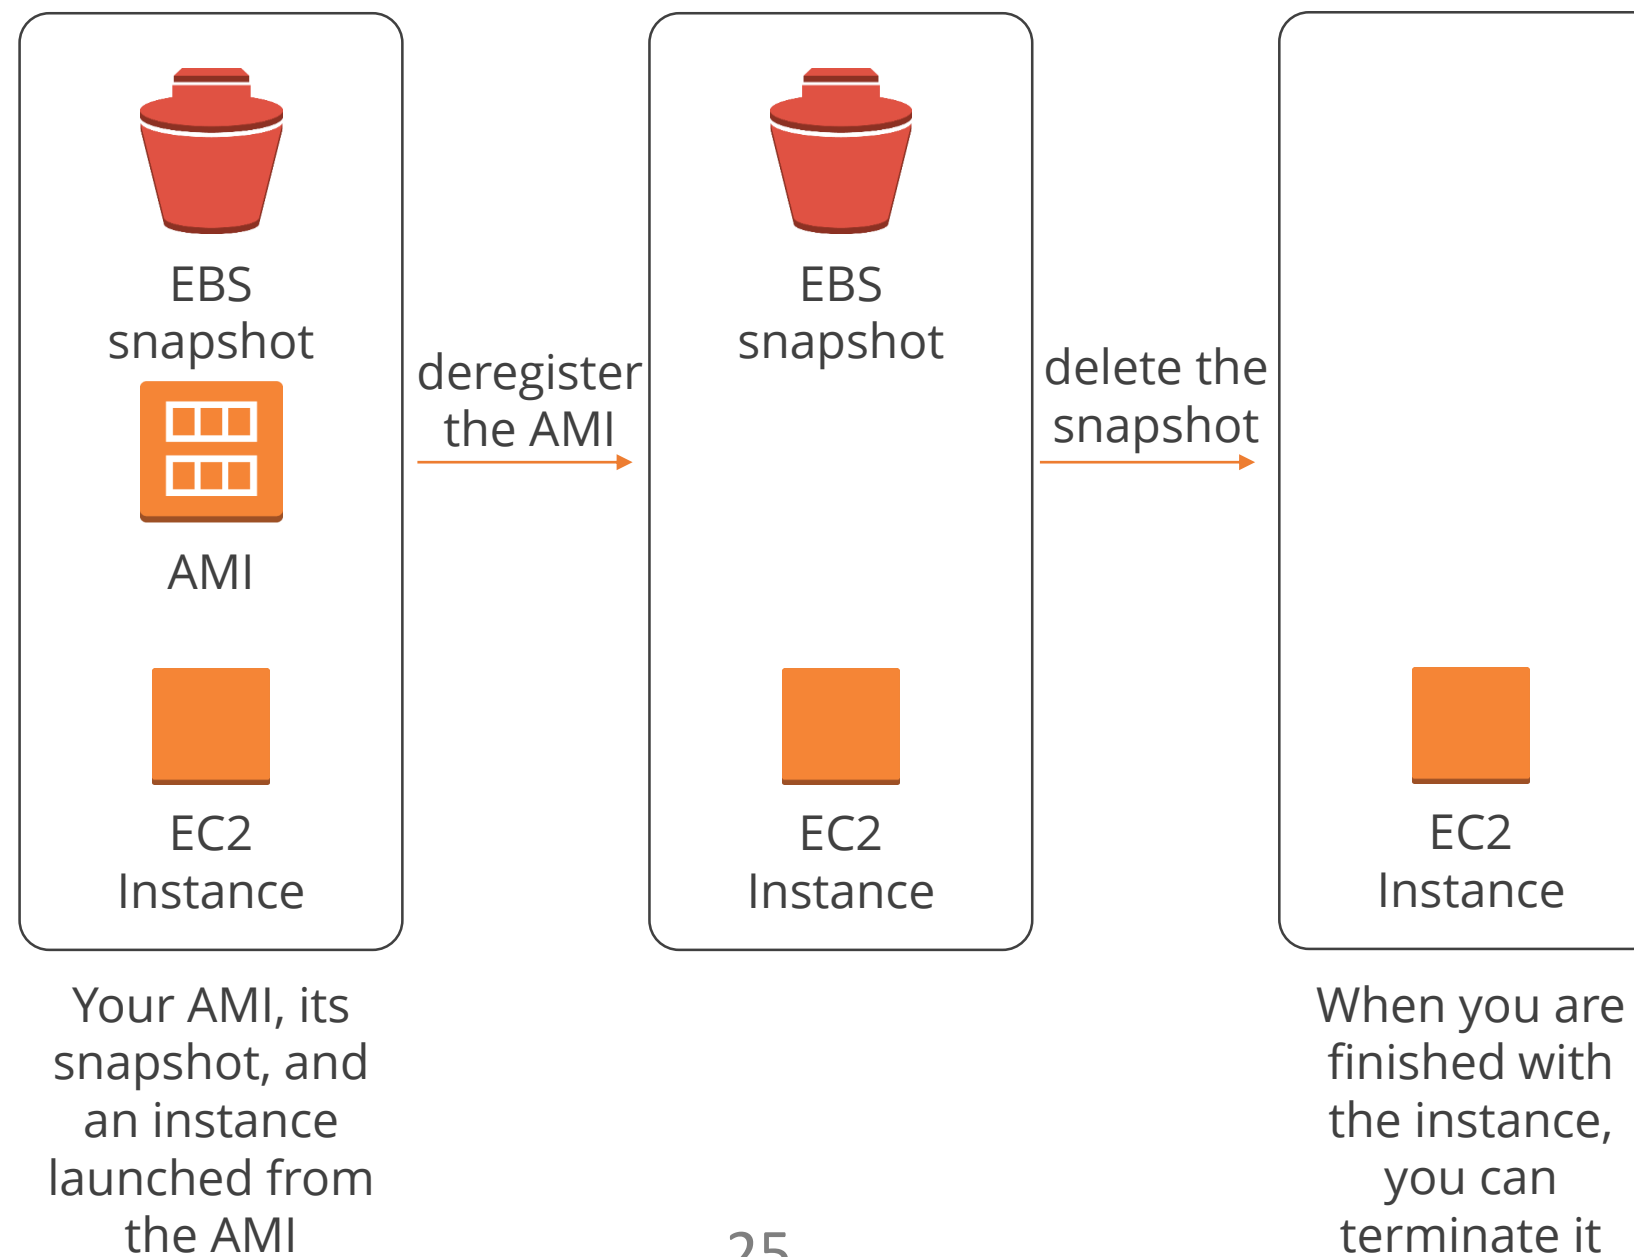 EBS
snapshot
AMI
EC2
Instance
Your AMI, its
snapshot, and
an instance
launched from
the AMI
deregister
the AMI
EBS
snapshot
EC2
Instance
delete the
snapshot
EC2
Instance
When you are
finished with
the instance,
you can
terminate it
25